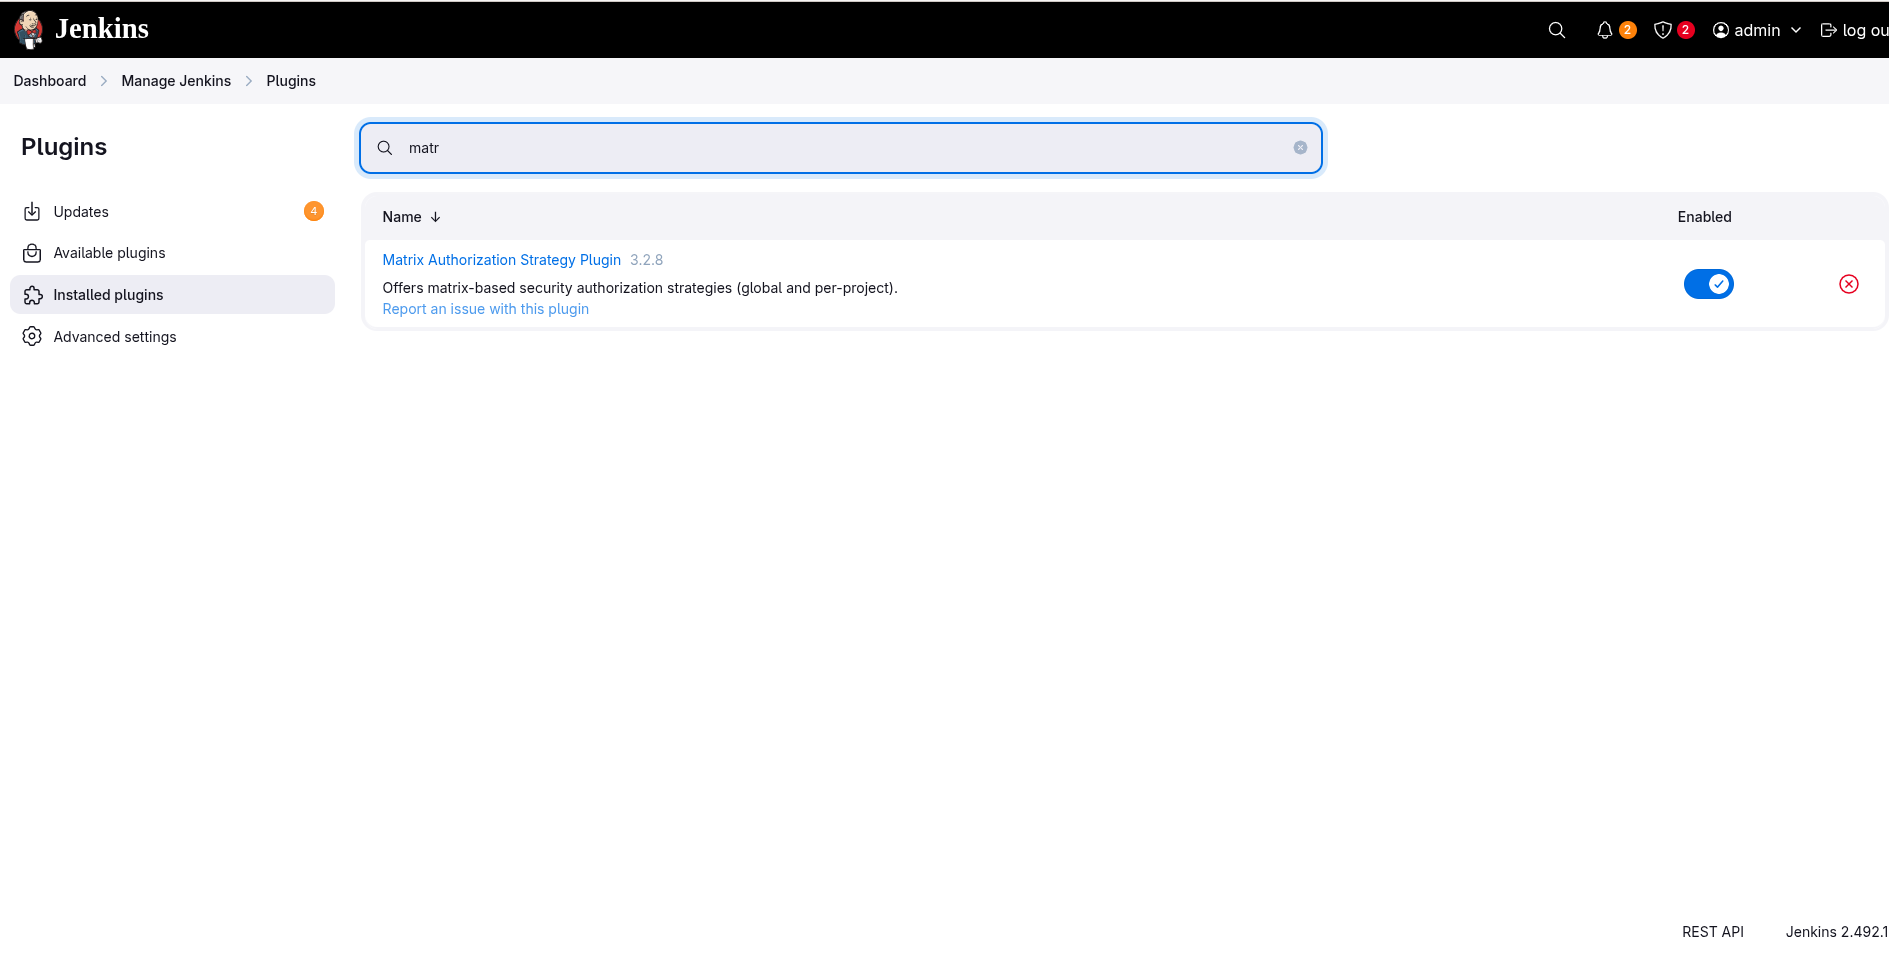 Jenkins
2
2
admin
log ou
Dashboard
Manage Jenkins
Plugins
Plugins
matr
Updates
4
Available plugins
Installed plugins
Advanced settings
Name ↓
Enabled
Matrix Authorization Strategy Plugin 3.2.8
Offers matrix-based security authorization strategies (global and per-project).
Report an issue with this plugin
REST API
Jenkins 2.492.1